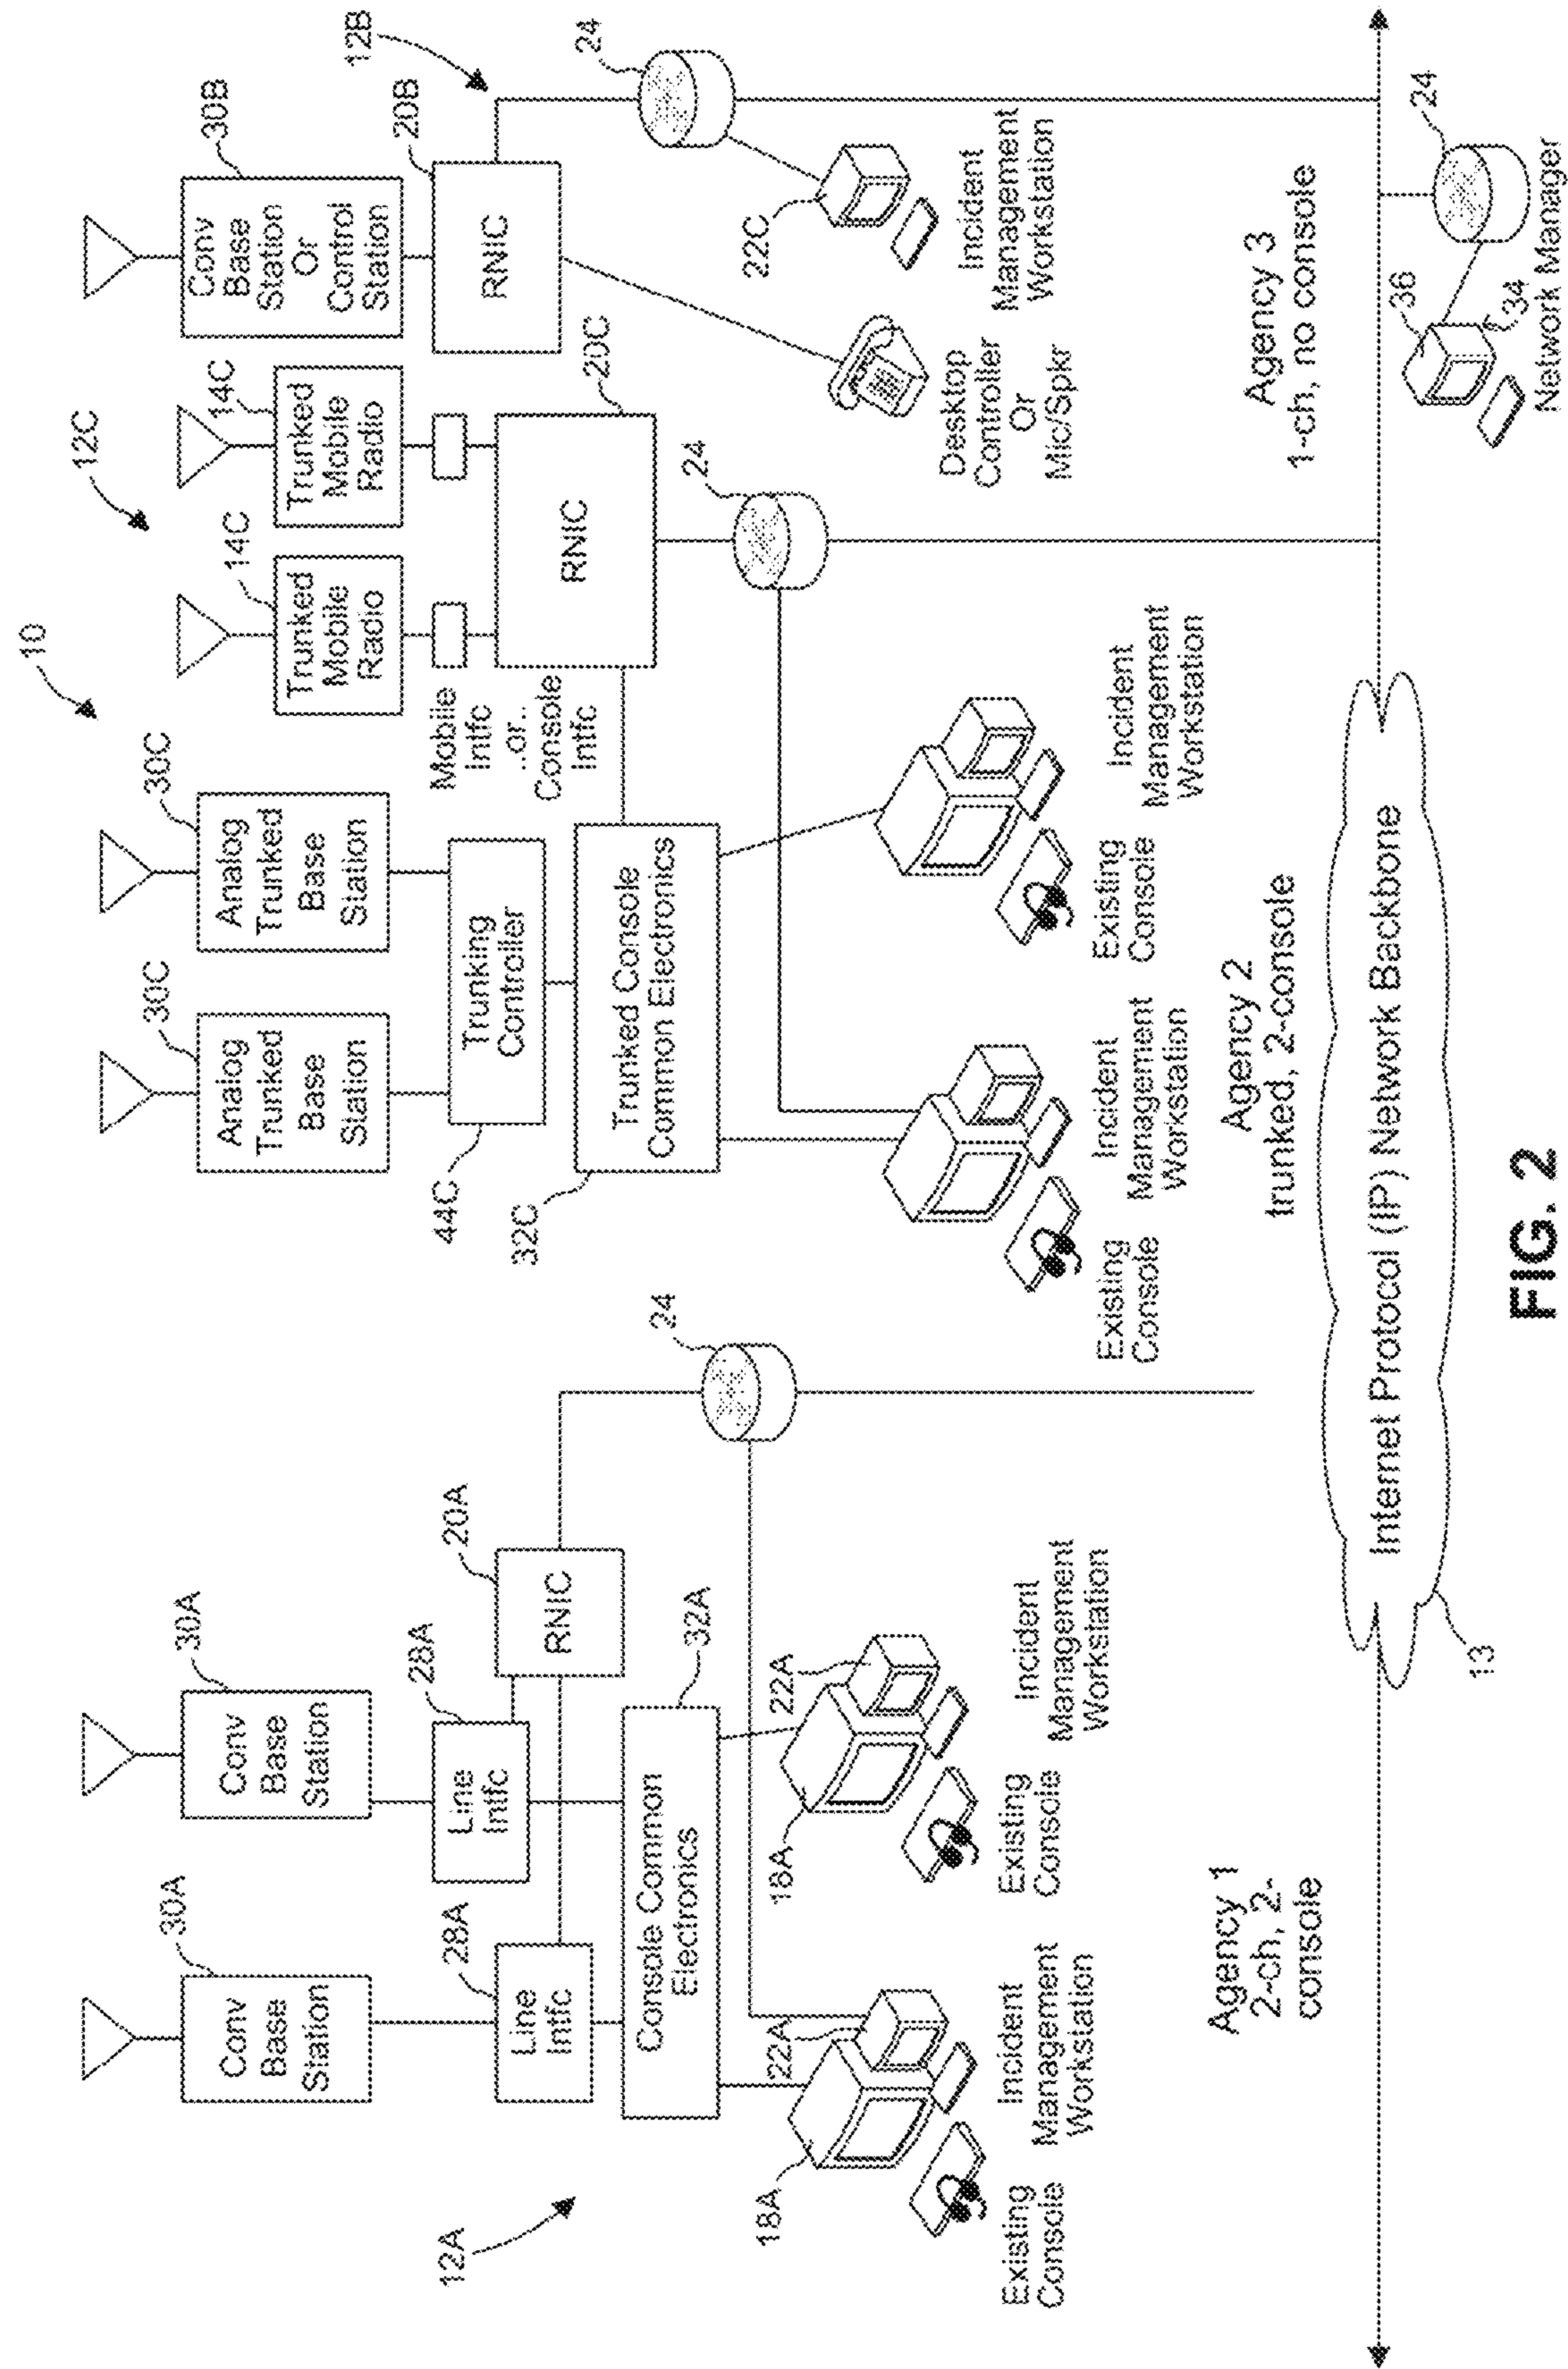 10
12C
12B
30A
Conv
Base
Station
30A
Conv
Base
Station
30C
Analog
Trunked
Base
Station
30C
Analog
Trunked
Base
Station
14C
Trunked
Mobile
Radio
14C
Trunked
Mobile
Radio
30B
Conv
Base
Station
Or
Control
Station
28A
Line
Intfc
28A
Line
Intfc
20A
RNIC
44C
Trunking
Controller
Mobile
Intfc
..or..
Console
Intfc
20C
RNIC
20B
RNIC
24
12A
Console Common
Electronics
32A
32C
Trunked Console
Common Electronics
24
24
18A
22A
Existing
Console
Incident
Management
Workstation
18A
22A
Existing
Console
Incident
Management
Workstation
Existing
Console
Incident
Management
Workstation
Existing
Console
Incident
Management
Workstation
Desktop
Controller
Or
Mic/Spkr
22C
Incident
Management
Workstation
Agency 1
2-ch, 2-
console
Agency 2
trunked, 2-console
Agency 3
1-ch, no console
13
Internet Protocol (IP) Network Backbone
36
34
24
Network Manager
FIG. 2